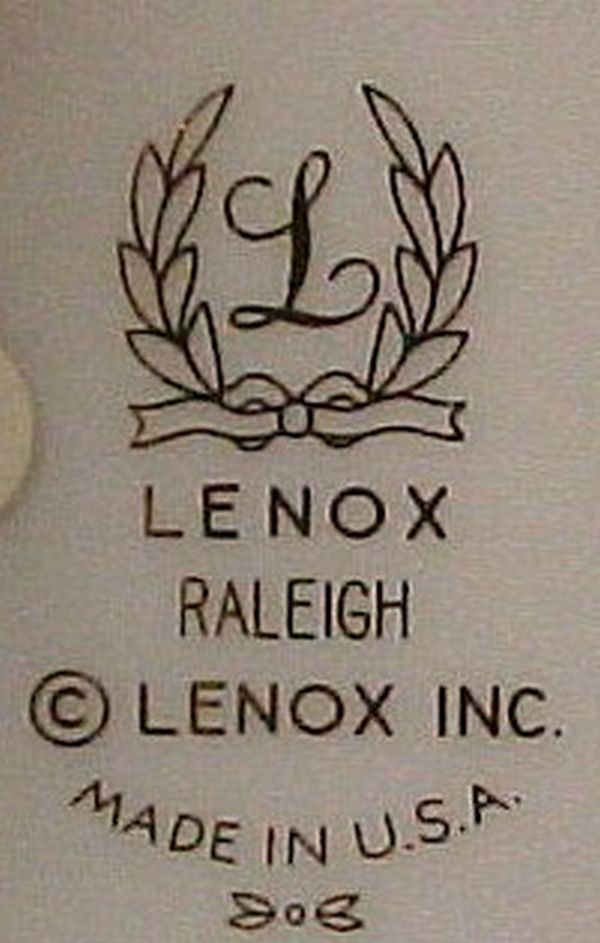 L
LENOX
RALEIGH
© LENOX INC.
MADE IN U.S.A.